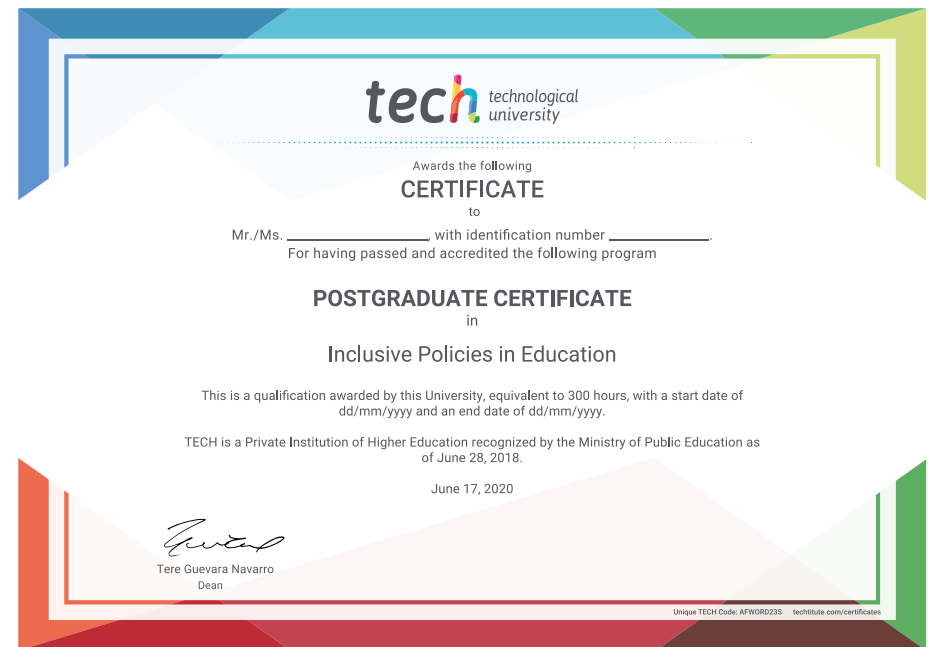 tech technological
university
Awards the following
CERTIFICATE
to
Mr./Ms. ____________, with identification number ____________.
For having passed and accredited the following program
POSTGRADUATE CERTIFICATE
in
Inclusive Policies in Education
This is a qualification awarded by this University, equivalent to 300 hours, with a start date of
dd/mm/yyyy and an end date of dd/mm/yyyy.
TECH is a Private Institution of Higher Education recognized by the Ministry of Public Education as
of June 28, 2018.
June 17, 2020
Tere Guevara Navarro
Dean
Unique TECH Code: AFWORD23S techtitute.com/certificates